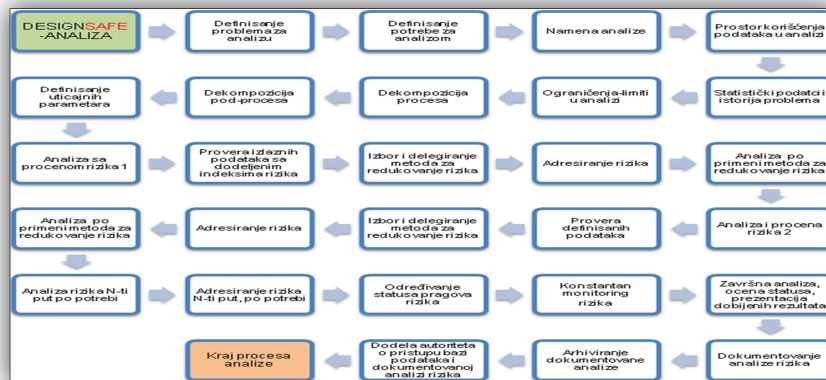 DESIGNSAFE
-ANALIZA
Definisanje
problema za
analizu
Definisanje
potrebe za
analizom
Namena analize
Prostor korišćenja
podataka u analizi
Statistički podatci i
istorija problema
Ograničenja-limiti
u analizi
Dekompozicija
procesa
Dekompozicija
pod-procesa
Definisanje
uticajnih
parametara
Analiza sa
procenom rizika 1
Provera izlaznih
podataka sa
dodeljenim
indeksima rizika
Izbor i delegiranje
metoda za
redukovanje rizika
Adresiranje rizika
Analiza po
primeni metoda za
redukovanje rizika
Analiza i procena
rizika 2
Provera
definisanih
podataka
Izbor i delegiranje
metoda za
redukovanje rizika
Adresiranje rizika
Analiza po
primeni metoda za
redukovanje rizika
Analiza rizika N-ti
put po potrebi
Adresiranje rizika
N-ti put, po potrebi
Određivanje
statusa pragova
rizika
Konstantan
monitoring
rizika
Završna analiza,
ocena statusa,
prezentacija
dobijenih rezultata
Dokumentovanje
analize rizika
Arhiviranje
dokumentovane
analize
Dodela autoriteta
o pristupu bazi
podataka i
dokumentovanoj
analizi rizika
Kraj procesa
analize